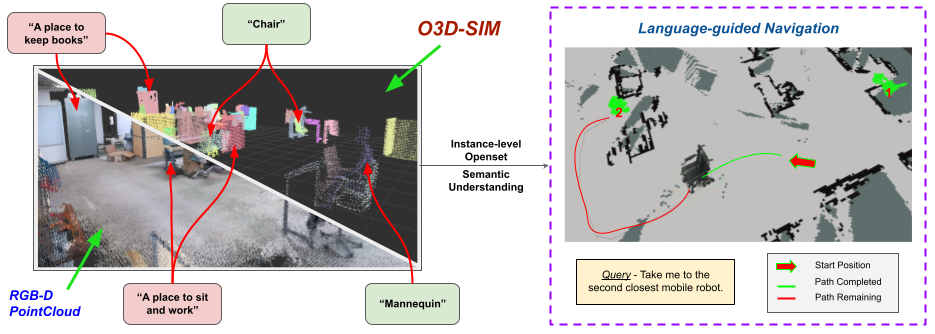 “A place to
keep books”
“Chair”
O3D-SIM
RGB-D
PointCloud
“A place to sit
and work”
“Mannequin”
Instance-level
Openset
Semantic
Understanding
Language-guided Navigation
1
2
Query - Take me to the
second closest mobile robot.
Start Position
Path Completed
Path Remaining